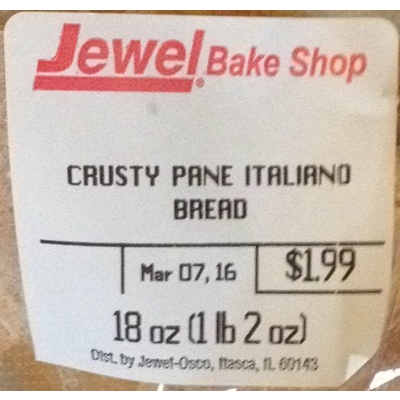 Jewel® Bake Shop
CRUSTY PANE ITALIANO
BREAD
Mar 07, 16 $1.99
18 oz (1 lb 2 oz)
Dist. by Jewel-Osco, Itasca, IL 60143